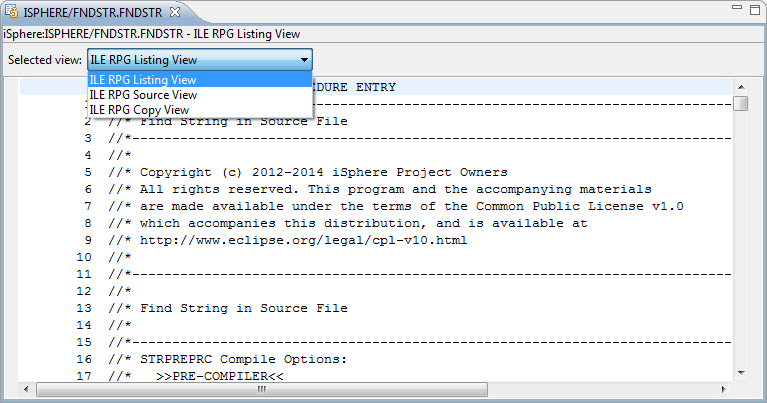 ISPHERE/FNDSTR.FNDSTR
iSphere:ISPHERE/FNDSTR.FNDSTR - ILE RPG Listing View
Selected view: ILE RPG Listing View
ILE RPG Listing View
ILE RPG Source View
ILE RPG Copy View
EDURE ENTRY
1
2 //* Find String in Source File
3 //*------------------------------------------------------------------------
4 //*
5 //* Copyright (c) 2012-2014 iSphere Project Owners
6 //* All rights reserved. This program and the accompanying materials
7 //* are made available under the terms of the Common Public License v1.0
8 //* which accompanies this distribution, and is available at
9 //* http://www.eclipse.org/legal/cpl-v10.html
10 //*
11 //*------------------------------------------------------------------------
12 //*
13 //* Find String in Source File
14 //*
15 //*------------------------------------------------------------------------
16 //* STRPREPRC Compile Options:
17 //*   >>PRE-COMPILER<<